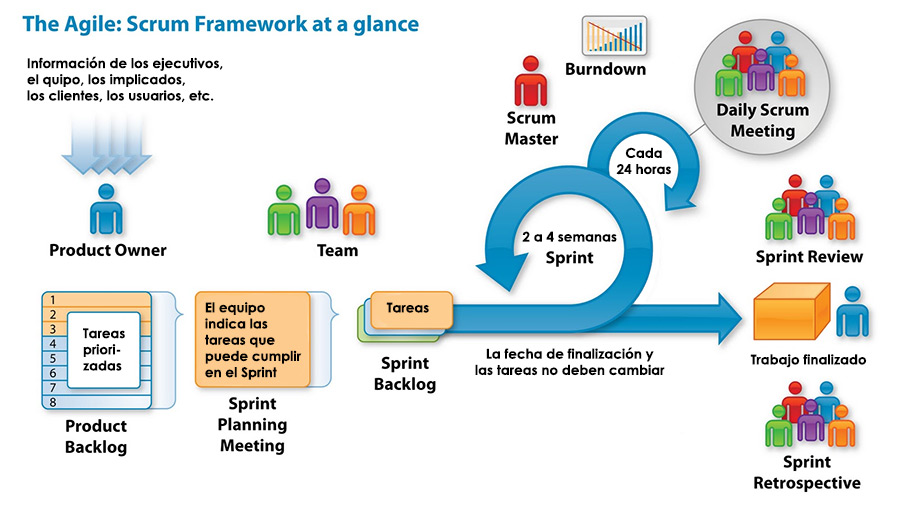 The Agile: Scrum Framework at a glance
Información de los ejecutivos,
el quipo, los implicados,
los clientes, los usuarios, etc.
Burndown
Scrum
Master
Daily Scrum
Meeting
Cada
24 horas
Product Owner
Team
2 a 4 semanas
Sprint
Sprint Review
1
2
3
4
5
6
7
8
Tareas
priori-
zadas
Product
Backlog
El equipo
indica las
tareas que
puede cumplir
en el Sprint
Sprint
Planning
Meeting
Tareas
Sprint
Backlog
La fecha de finalización y
las tareas no deben cambiar
Trabajo finalizado
Sprint
Retrospective